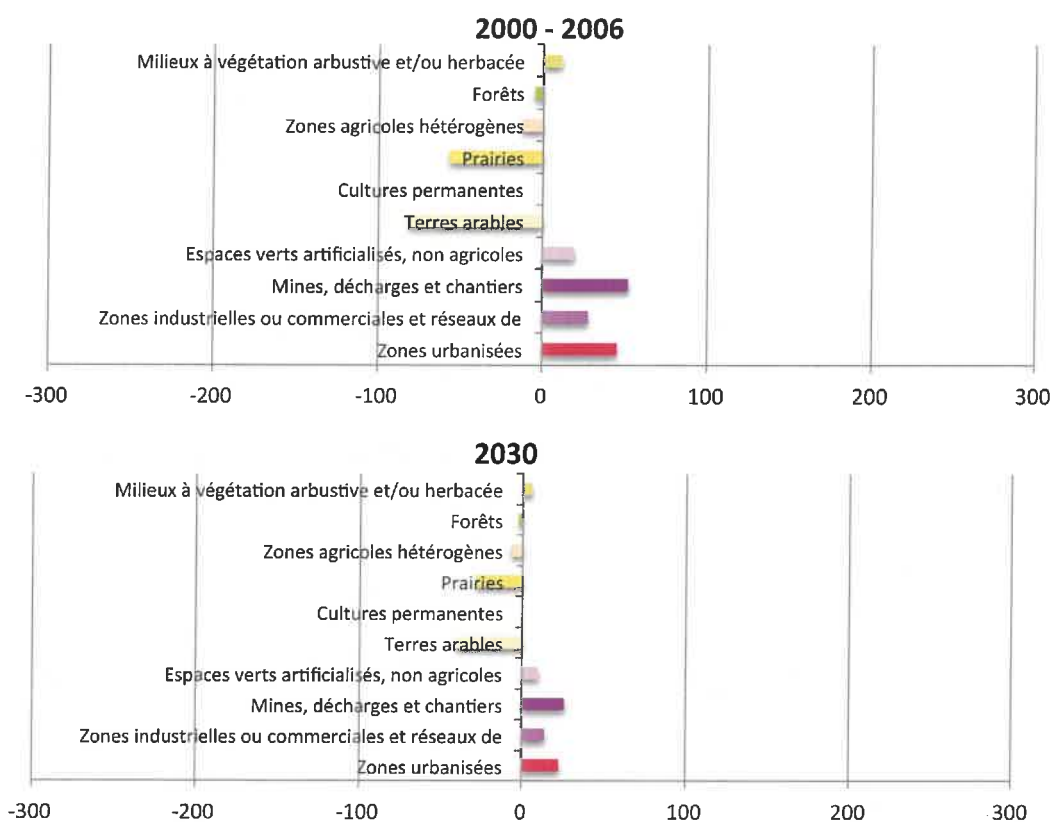 2000 - 2006
Milieux à végétation arbustive et/ou herbacée
Forêts
Zones agricoles hétérogènes
Prairies
Cultures permanentes
Terres arables
Espaces verts artificialisés, non agricoles
Mines, décharges et chantiers
Zones industrielles ou commerciales et réseaux de
Zones urbanisées
-300 -200 -100 0 100 200 300
2030
Milieux à végétation arbustive et/ou herbacée
Forêts
Zones agricoles hétérogènes
Prairies
Cultures permanentes
Terres arables
Espaces verts artificialisés, non agricoles
Mines, décharges et chantiers
Zones industrielles ou commerciales et réseaux de
Zones urbanisées
-300 -200 -100 0 100 200 300